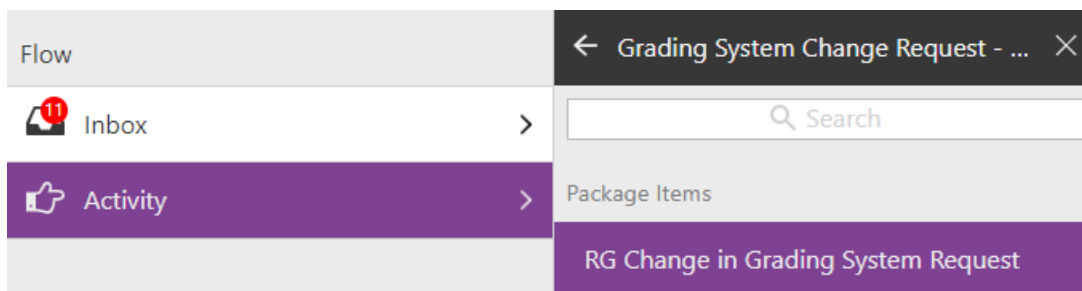 Flow
11
Inbox
Activity
Grading System Change Request - ...
Search
Package Items
RG Change in Grading System Request